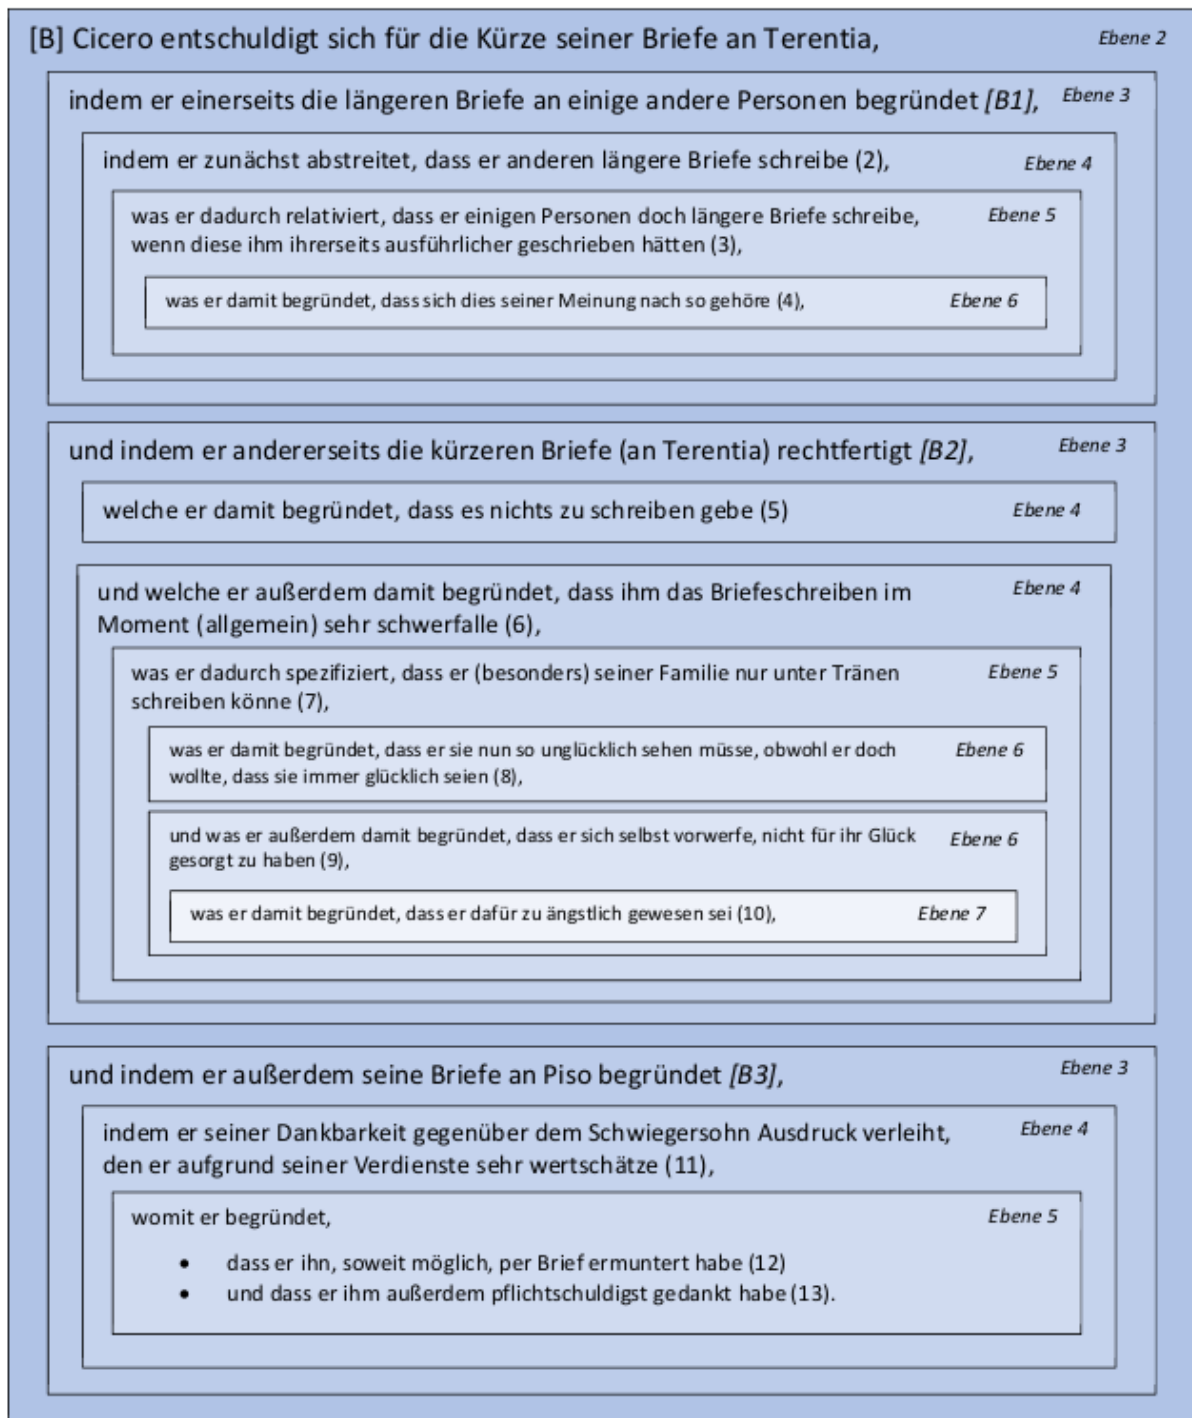 [B] Cicero entschuldigt sich für die Kürze seiner Briefe an Terentia, Ebene 2
indem er einerseits die längeren Briefe an einige andere Personen begründet [B1], Ebene 3
indem er zunächst abstreitet, dass er anderen längere Briefe schreibe (2), Ebene 4
was er dadurch relativiert, dass er einigen Personen doch längere Briefe schreibe, Ebene 5
wenn diese ihm ihrerseits ausführlicher geschrieben hätten (3),
was er damit begründet, dass sich dies seiner Meinung nach so gehöre (4), Ebene 6
und indem er andererseits die kürzeren Briefe (an Terentia) rechtfertigt [B2], Ebene 3
welche er damit begründet, dass es nichts zu schreiben gebe (5) Ebene 4
und welche er außerdem damit begründet, dass ihm das Briefeschreiben im Ebene 4
Moment (allgemein) sehr schwerfalle (6),
was er dadurch spezifiziert, dass er (besonders) seiner Familie nur unter Tränen Ebene 5
schreiben könne (7),
was er damit begründet, dass er sie nun so unglücklich sehen müsse, obwohl er doch Ebene 6
wollte, dass sie immer glücklich seien (8),
und was er außerdem damit begründet, dass er sich selbst vorwerfe, nicht für ihr Glück Ebene 6
gesorgt zu haben (9),
was er damit begründet, dass er dafür zu ängstlich gewesen sei (10), Ebene 7
und indem er außerdem seine Briefe an Piso begründet [B3], Ebene 3
indem er seiner Dankbarkeit gegenüber dem Schwiegersohn Ausdruck verleiht, Ebene 4
den er aufgrund seiner Verdienste sehr wertschätze (11),
womit er begründet, Ebene 5
• dass er ihn, soweit möglich, per Brief ermuntert habe (12)
• und dass er ihm außerdem pflichtschuldigst gedankt habe (13).